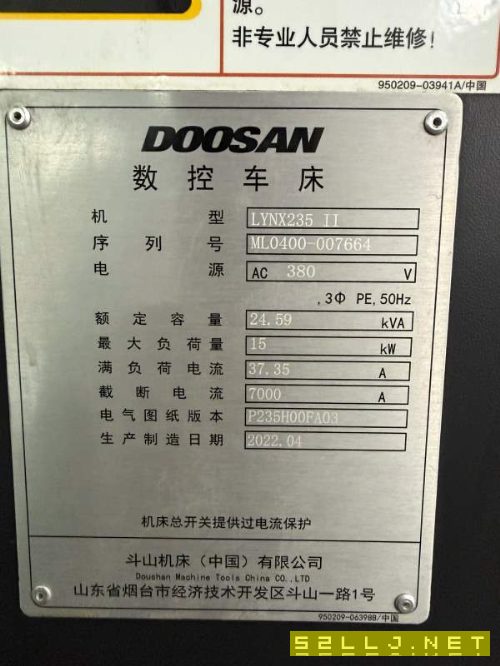 源。
非专业人员禁止维修！
950209-03941A/中国
DOOSAN
数控车床
机型 LYNX235 II
序列号 ML0400-007664
电源 AC 380 V
,3Φ PE,50Hz
额定容量 24.59 kVA
最大负荷量 15 kW
满负荷电流 37.35 A
截断电流 7000 A
电气图纸版本 P235H00FA03
生产制造日期 2022.04
机床总开关提供过电流保护
斗山机床（中国）有限公司
Doushan Machine Tools China CO.,LTD
山东省烟台市经济技术开发区斗山一路1号
950209-06398B/中国
52LLJ.NET